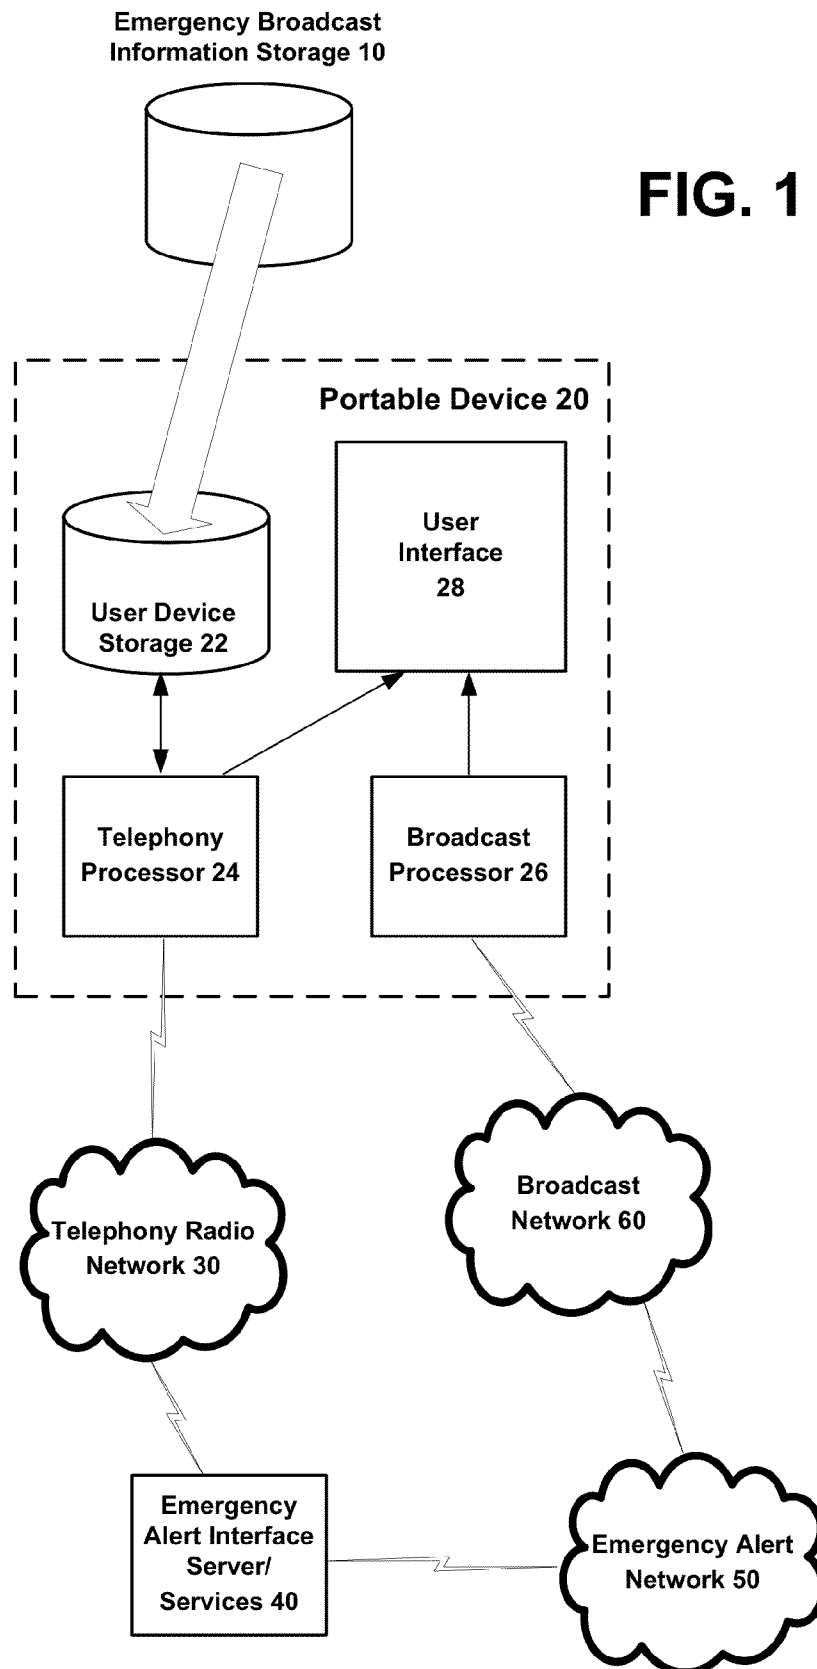 Emergency Broadcast
Information Storage 10
FIG. 1
Portable Device 20
User
Interface
28
User Device
Storage 22
Telephony
Processor 24
Broadcast
Processor 26
Broadcast
Network 60
Telephony Radio
Network 30
Emergency
Alert Interface
Server/
Services 40
Emergency Alert
Network 50